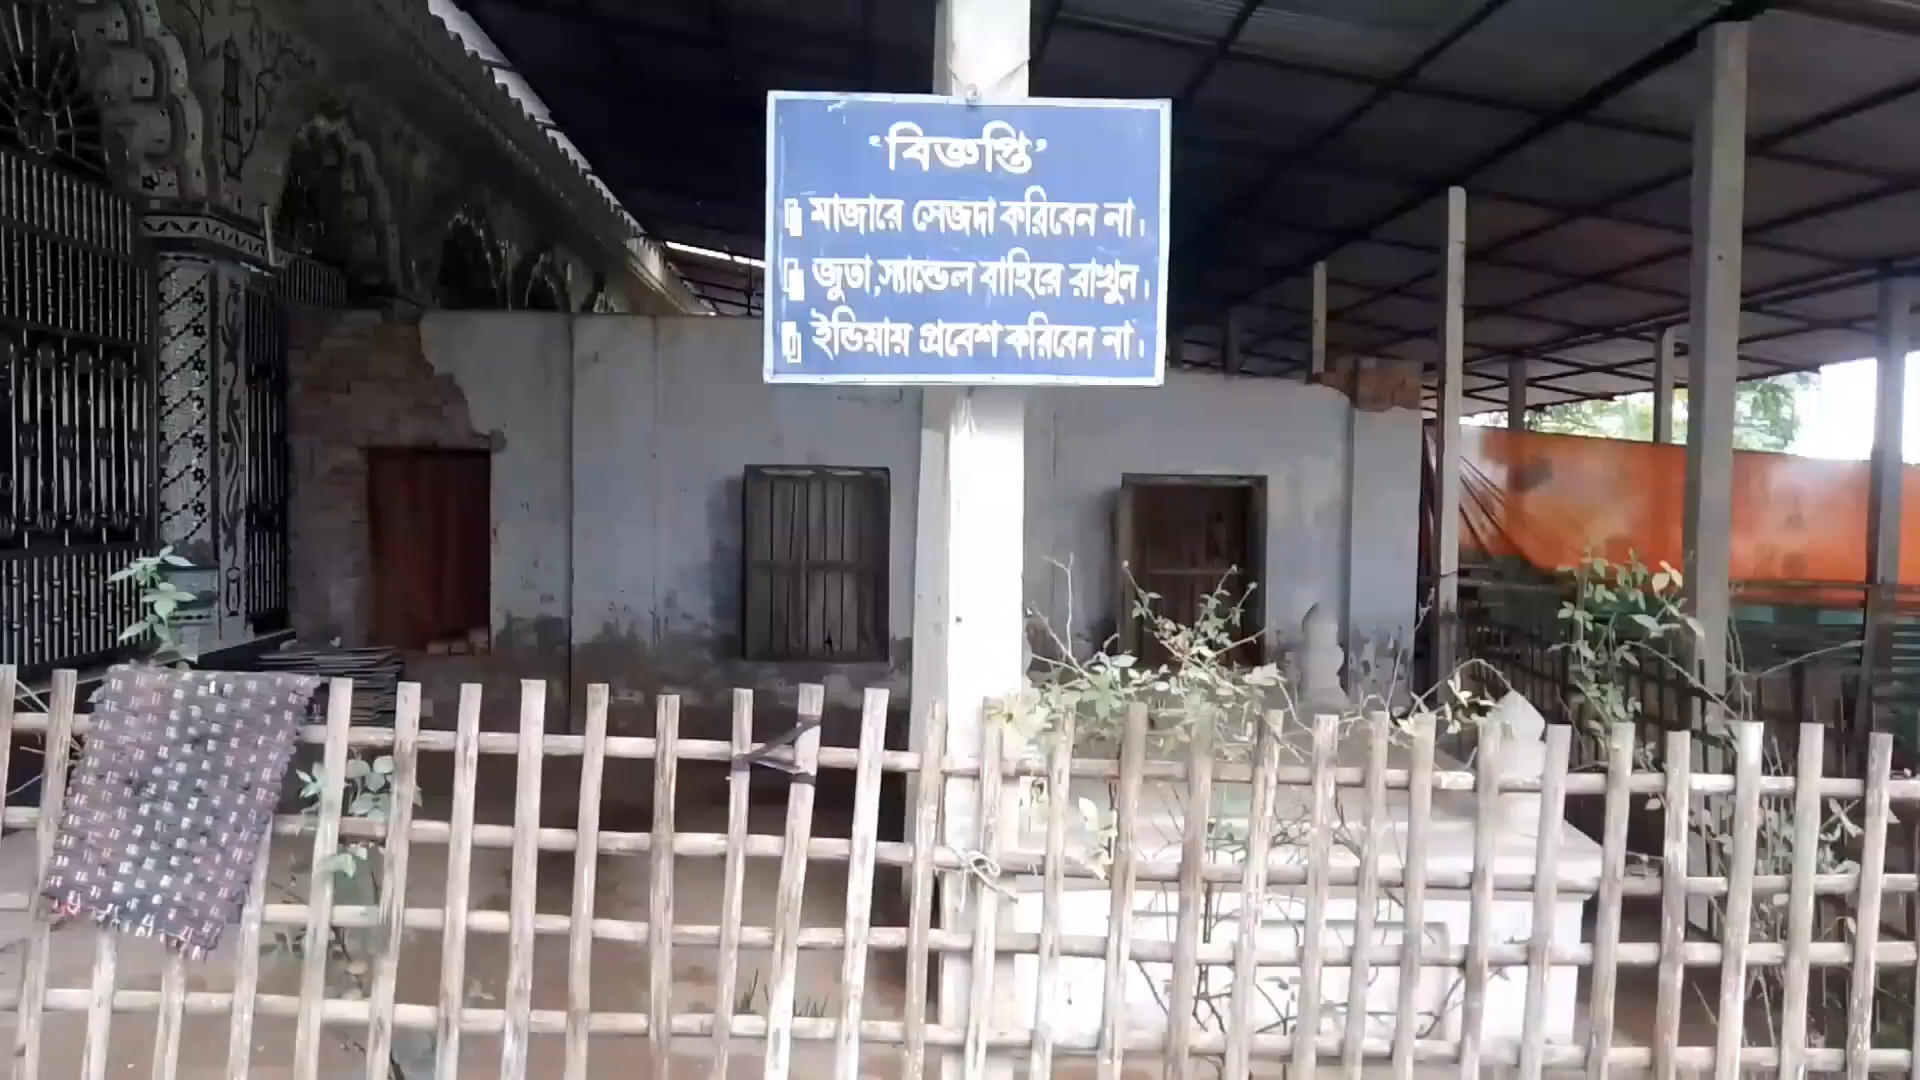 ‘বিজ্ঞপ্তি’
মাজারে সেজদা করিবেন না।
জুতা,স্যান্ডেল বাহিরে রাখুন।
ইন্ডিয়ায় প্রবেশ করিবেন না।